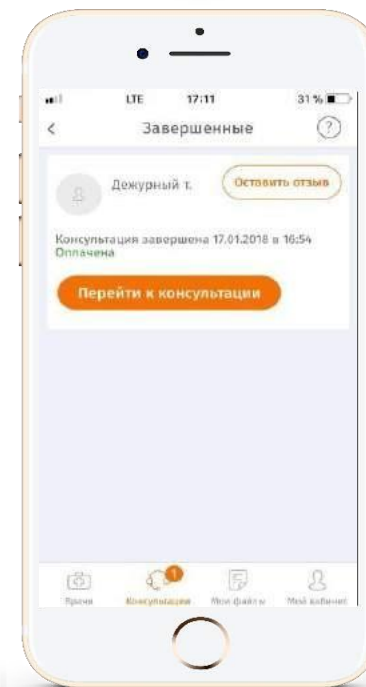 LTE 17:11 31 %
< Завершенные ?
Дежурный т. Оставить отзыв
Консультация завершена 17.01.2018 в 16:54
Оплачена
Перейти к консультации
1
Врачи Консультации Мои файлы Мой кабинет